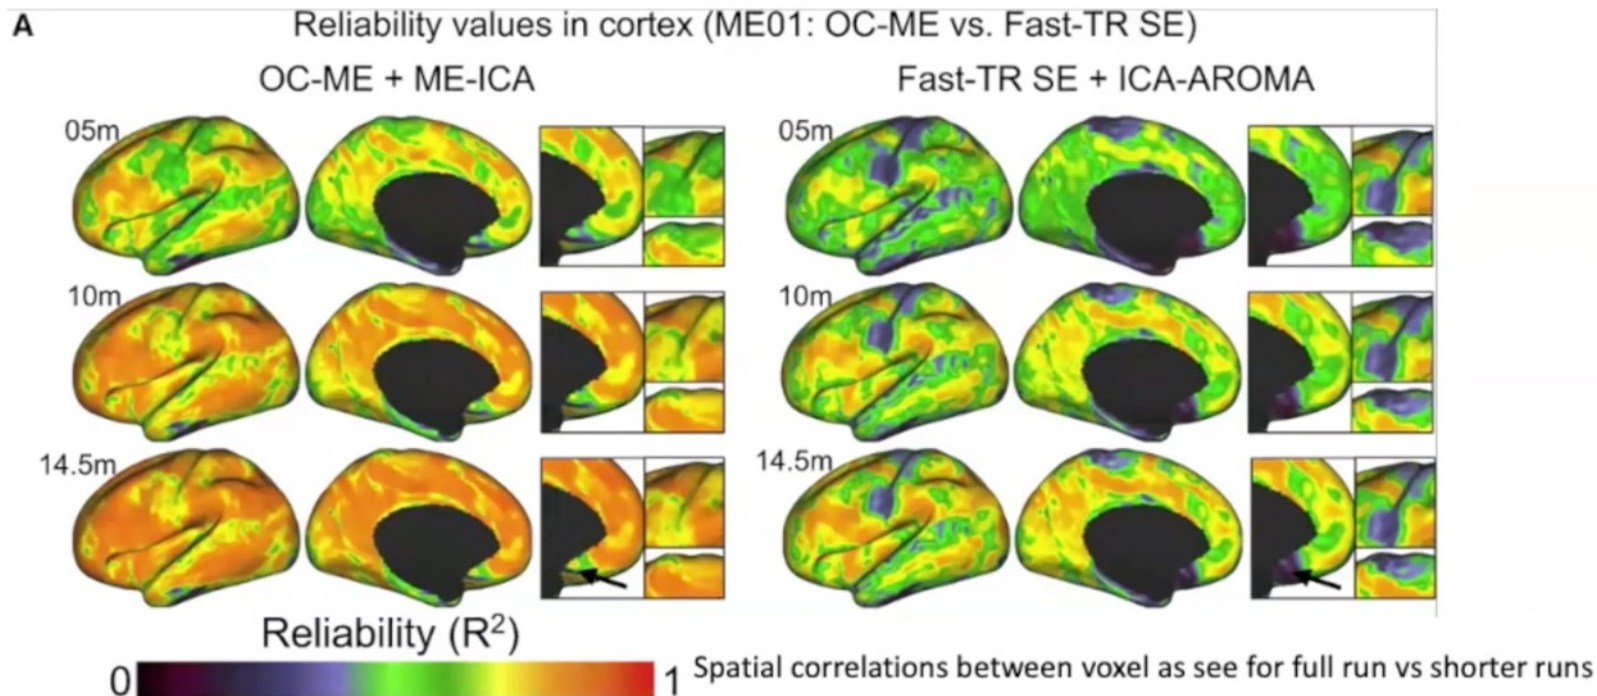 A
Reliability values in cortex (ME01: OC-ME vs. Fast-TR SE)
OC-ME + ME-ICA
Fast-TR SE + ICA-AROMA
05m
05m
10m
10m
14.5m
14.5m
Reliability (R²)
0
1
Spatial correlations between voxel as see for full run vs shorter runs